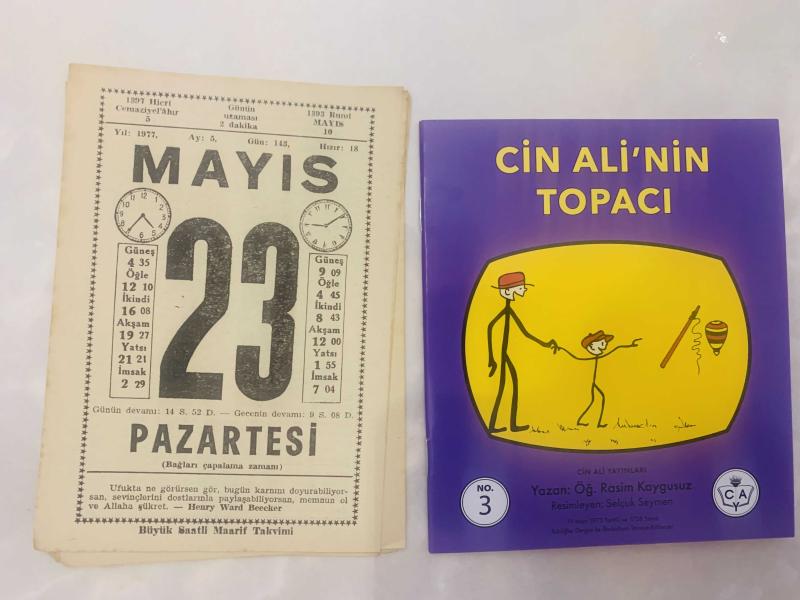 1397 Hicri
Cemaziyel'âhır
5
Günün
uzaması
2 dakika
1393 Rumî
MAYIS
10
Yıl: 1977, Ay: 5, Gün: 143, Hızır: 18
MAYIS
23
Güneş
4 35
Öğle
12 10
İkindi
16 08
Akşam
19 27
Yatsı
21 21
İmsak
2 29
Güneş
9 09
Öğle
4 45
İkindi
8 43
Akşam
12 00
Yatsı
1 55
İmsak
7 04
Günün devamı: 14 S. 52 D. — Gecenin devamı: 9 S. 08 D.
PAZARTESİ
(Bağları çapalama zamanı)
Ufukta ne görürsen gör, bugün karnını doyurabiliyor-
san, sevinçlerini dostlarınla paylaşabiliyorsan, memnun ol
ve Allaha şükret. — Henry Ward Beecker
Büyük Saatli Maarif Takvimi
CİN ALİ'NİN
TOPACI
CİN ALİ YAYINLARI
Yazan: Öğ. Rasim Kaygusuz
Resimleyen: Selçuk Seymen
NO.
3
CA